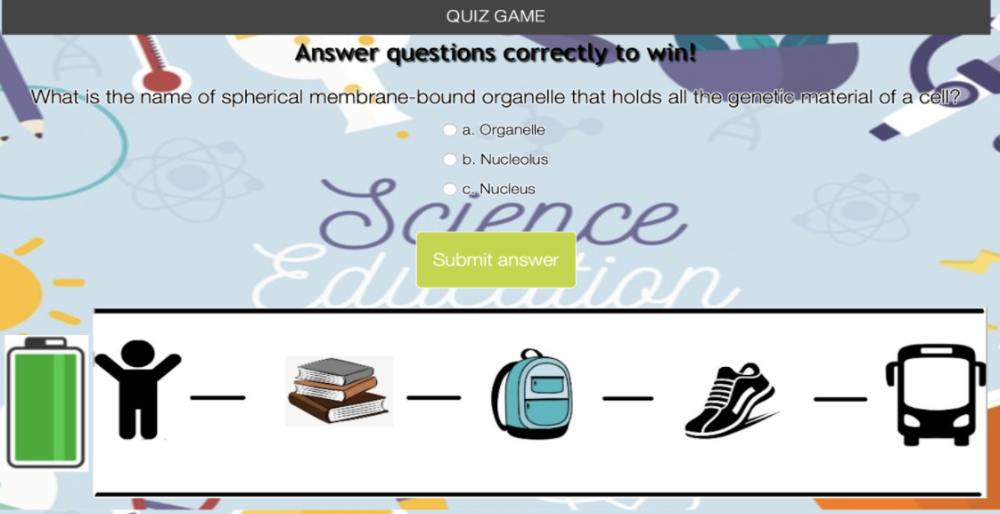 QUIZ GAME
Answer questions correctly to win!
What is the name of spherical membrane-bound organelle that holds all the genetic material of a cell?
a. Organelle
b. Nucleolus
c. Nucleus
Science
Submit answer
Education